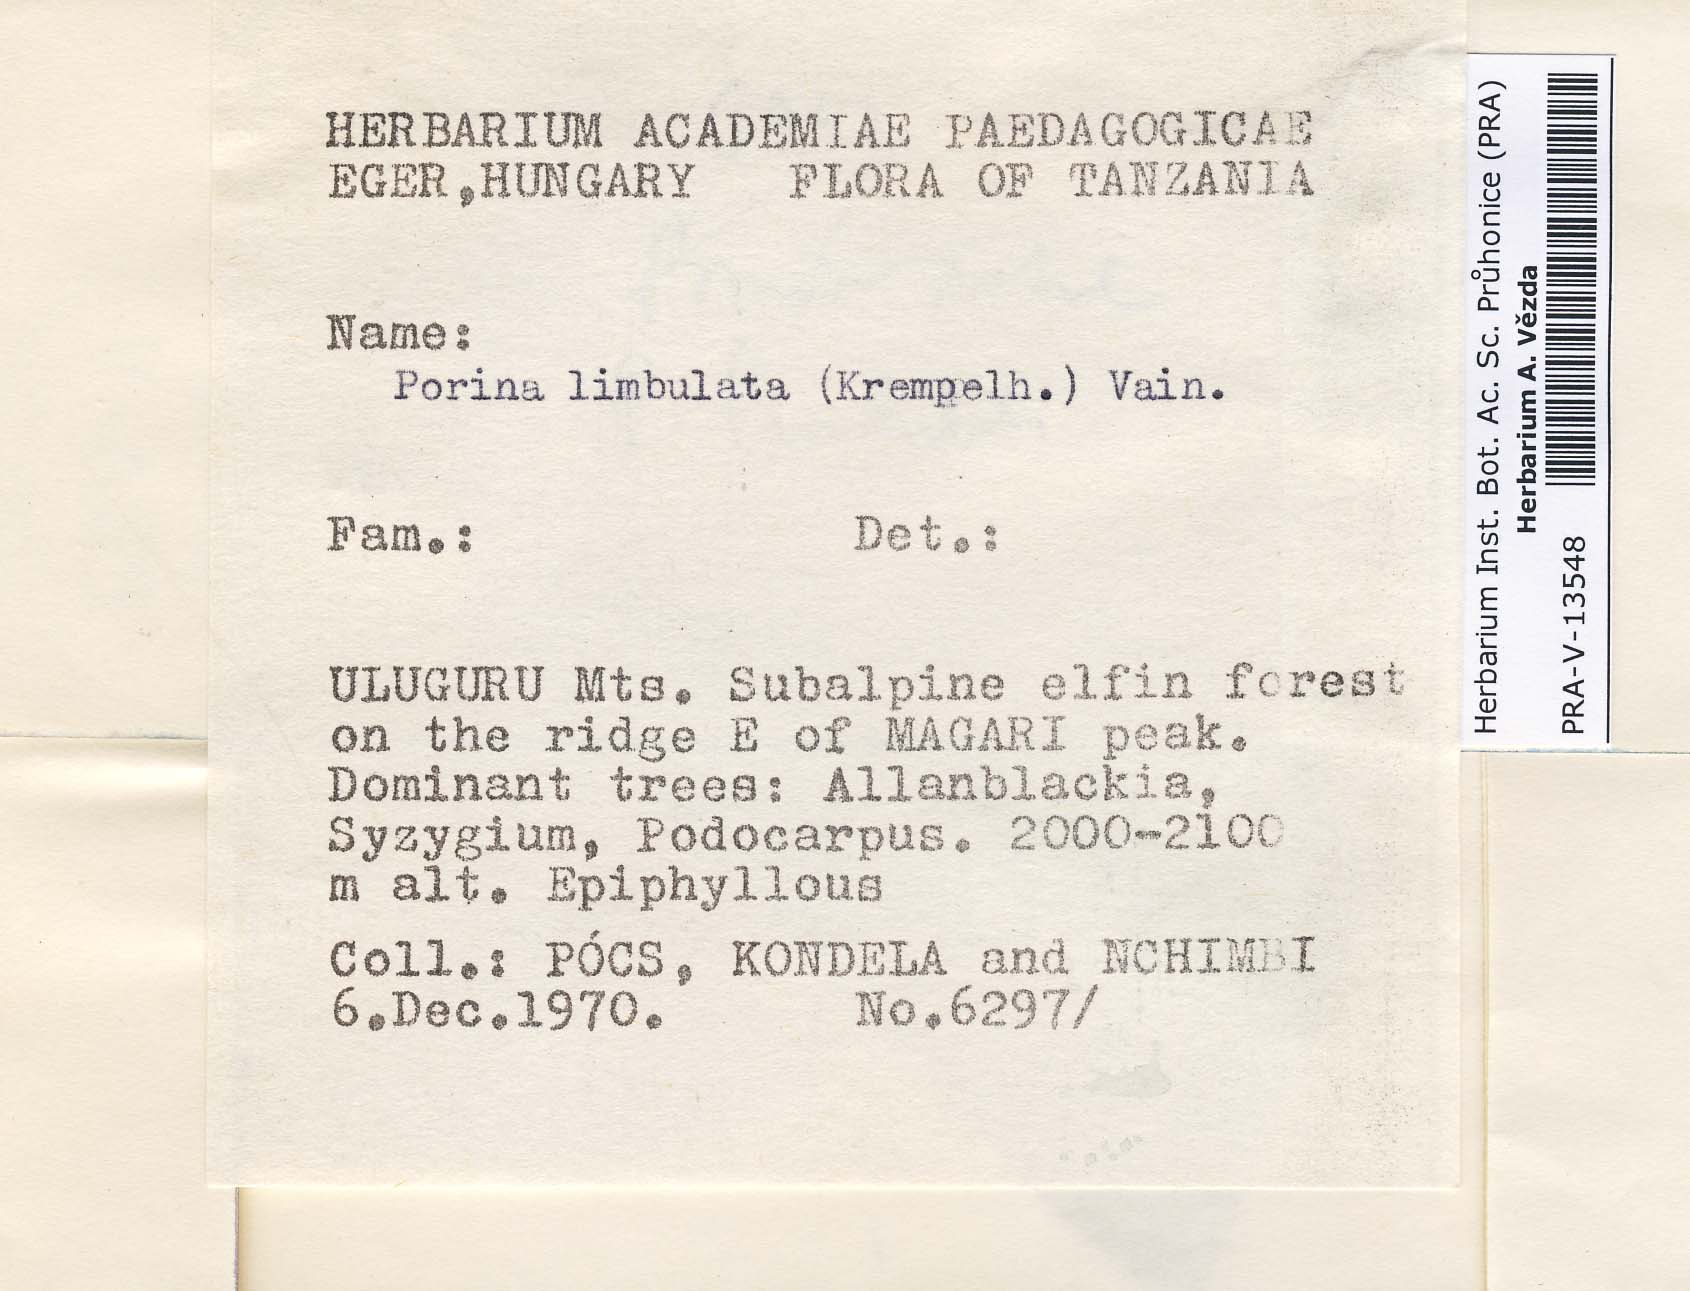 HERBARIUM ACADEMIAE PAEDAGOGICAE
EGER,HUNGARY FLORA OF TANZANIA
Name:
Porina limbulata (Krempelh.) Vain.
Fam.: Det.:
ULUGURU Mts. Subalpine elfin forest
on the ridge E of MAGARI peak.
Dominant trees: Allanblackia,
Syzygium, Podocarpus. 2000-2100
m alt. Epiphyllous
Coll.: PÓCS, KONDELA and NCHIMBI
6.Dec.1970. No.6297/
Herbarium Inst. Bot. Ac. Sc. Průhonice (PRA)
Herbarium A. Vězda
PRA-V-13548